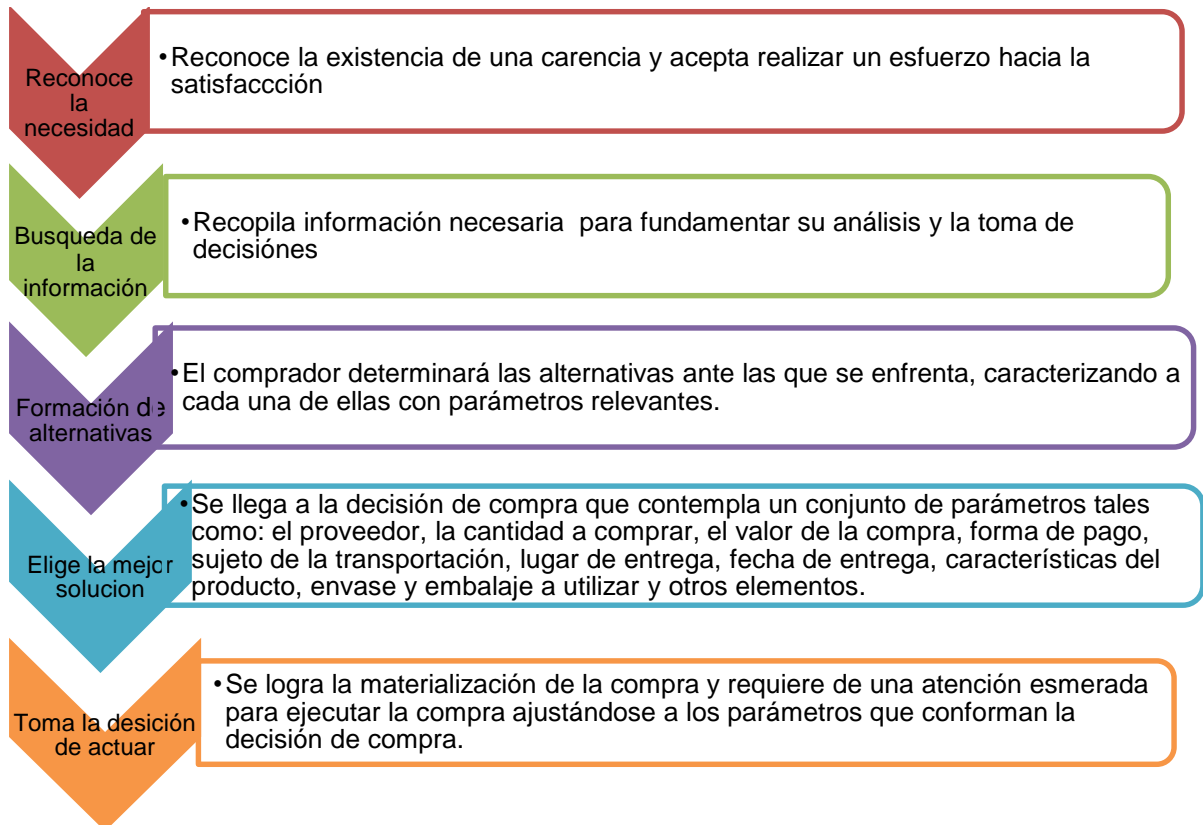 Reconoce
la
necesidad
•Reconoce la existencia de una carencia y acepta realizar un esfuerzo hacia la
satisfaccción
Busqueda de
la
información
•Recopila información necesaria para fundamentar su análisis y la toma de
decisiónes
Formación de
alternativas
•El comprador determinará las alternativas ante las que se enfrenta, caracterizando a
cada una de ellas con parámetros relevantes.
Elige la mejor
solucion
•Se llega a la decisión de compra que contempla un conjunto de parámetros tales
como: el proveedor, la cantidad a comprar, el valor de la compra, forma de pago,
sujeto de la transportación, lugar de entrega, fecha de entrega, características del
producto, envase y embalaje a utilizar y otros elementos.
Toma la desición
de actuar
•Se logra la materialización de la compra y requiere de una atención esmerada
para ejecutar la compra ajustándose a los parámetros que conforman la
decisión de compra.